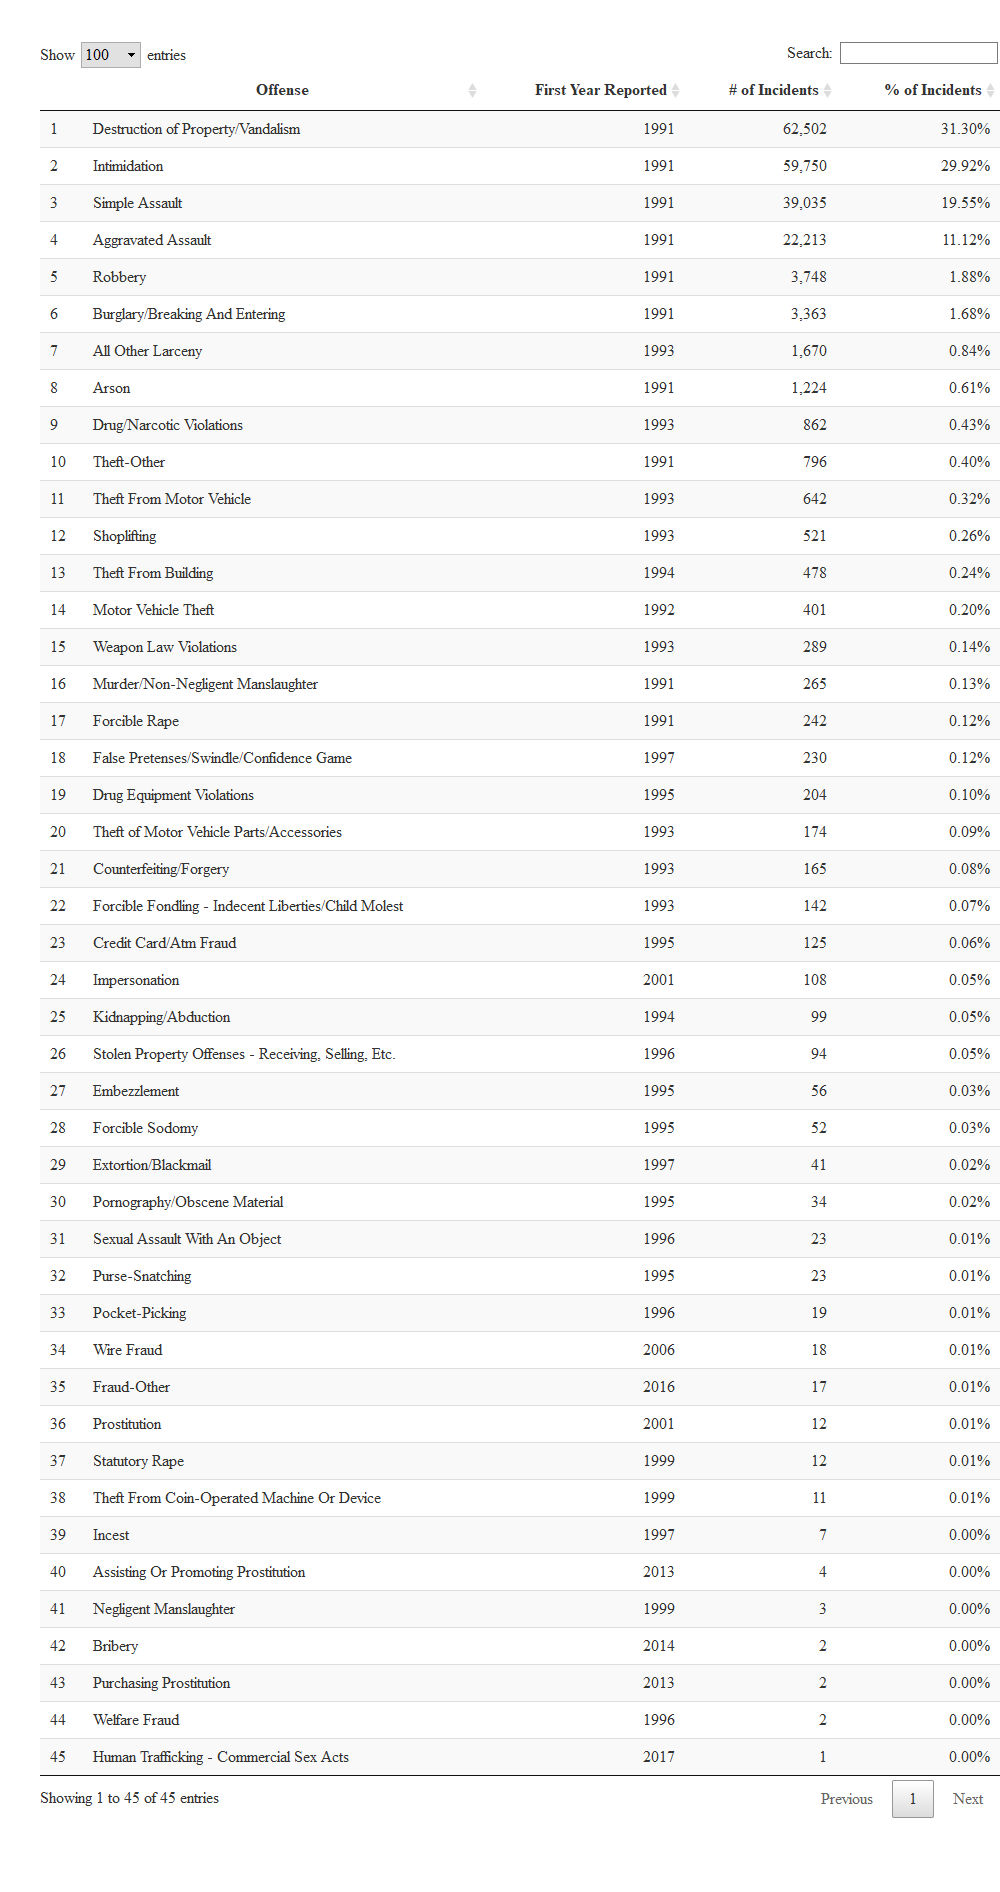 Show 100 entries Search:
Offense First Year Reported # of Incidents % of Incidents
1 Destruction of Property/Vandalism 1991 62,502 31.30%
2 Intimidation 1991 59,750 29.92%
3 Simple Assault 1991 39,035 19.55%
4 Aggravated Assault 1991 22,213 11.12%
5 Robbery 1991 3,748 1.88%
6 Burglary/Breaking And Entering 1991 3,363 1.68%
7 All Other Larceny 1993 1,670 0.84%
8 Arson 1991 1,224 0.61%
9 Drug/Narcotic Violations 1993 862 0.43%
10 Theft-Other 1991 796 0.40%
11 Theft From Motor Vehicle 1993 642 0.32%
12 Shoplifting 1993 521 0.26%
13 Theft From Building 1994 478 0.24%
14 Motor Vehicle Theft 1992 401 0.20%
15 Weapon Law Violations 1993 289 0.14%
16 Murder/Non-Negligent Manslaughter 1991 265 0.13%
17 Forcible Rape 1991 242 0.12%
18 False Pretenses/Swindle/Confidence Game 1997 230 0.12%
19 Drug Equipment Violations 1995 204 0.10%
20 Theft of Motor Vehicle Parts/Accessories 1993 174 0.09%
21 Counterfeiting/Forgery 1993 165 0.08%
22 Forcible Fondling - Indecent Liberties/Child Molest 1993 142 0.07%
23 Credit Card/Atm Fraud 1995 125 0.06%
24 Impersonation 2001 108 0.05%
25 Kidnapping/Abduction 1994 99 0.05%
26 Stolen Property Offenses - Receiving, Selling, Etc. 1996 94 0.05%
27 Embezzlement 1995 56 0.03%
28 Forcible Sodomy 1995 52 0.03%
29 Extortion/Blackmail 1997 41 0.02%
30 Pornography/Obscene Material 1995 34 0.02%
31 Sexual Assault With An Object 1996 23 0.01%
32 Purse-Snatching 1995 23 0.01%
33 Pocket-Picking 1996 19 0.01%
34 Wire Fraud 2006 18 0.01%
35 Fraud-Other 2016 17 0.01%
36 Prostitution 2001 12 0.01%
37 Statutory Rape 1999 12 0.01%
38 Theft From Coin-Operated Machine Or Device 1999 11 0.01%
39 Incest 1997 7 0.00%
40 Assisting Or Promoting Prostitution 2013 4 0.00%
41 Negligent Manslaughter 1999 3 0.00%
42 Bribery 2014 2 0.00%
43 Purchasing Prostitution 2013 2 0.00%
44 Welfare Fraud 1996 2 0.00%
45 Human Trafficking - Commercial Sex Acts 2017 1 0.00%
Showing 1 to 45 of 45 entries Previous 1 Next